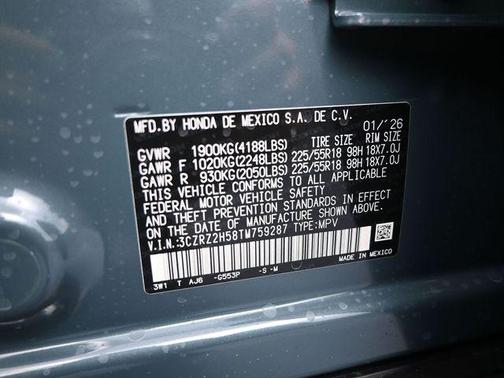 MFD.BY HONDA DE MEXICO S.A. DE C.V.
01/'26
GVWR 1900KG(4188LBS) TIRE SIZE RIM SIZE
GAWR F 1020KG(2248LBS) 225/55R18 98H 18X7.0J
GAWR R 930KG(2050LBS) 225/55R18 98H 18X7.0J
THIS VEHICLE CONFORMS TO ALL APPLICABLE
FEDERAL MOTOR VEHICLE SAFETY
STANDARDS IN EFFECT
ON THE DATE OF MANUFACTURE SHOWN ABOVE.
V.I.N.:3CZRZ2H58TM759287 TYPE:MPV
3W1 T AJ6 -G553P -S -M
MADE IN MEXICO